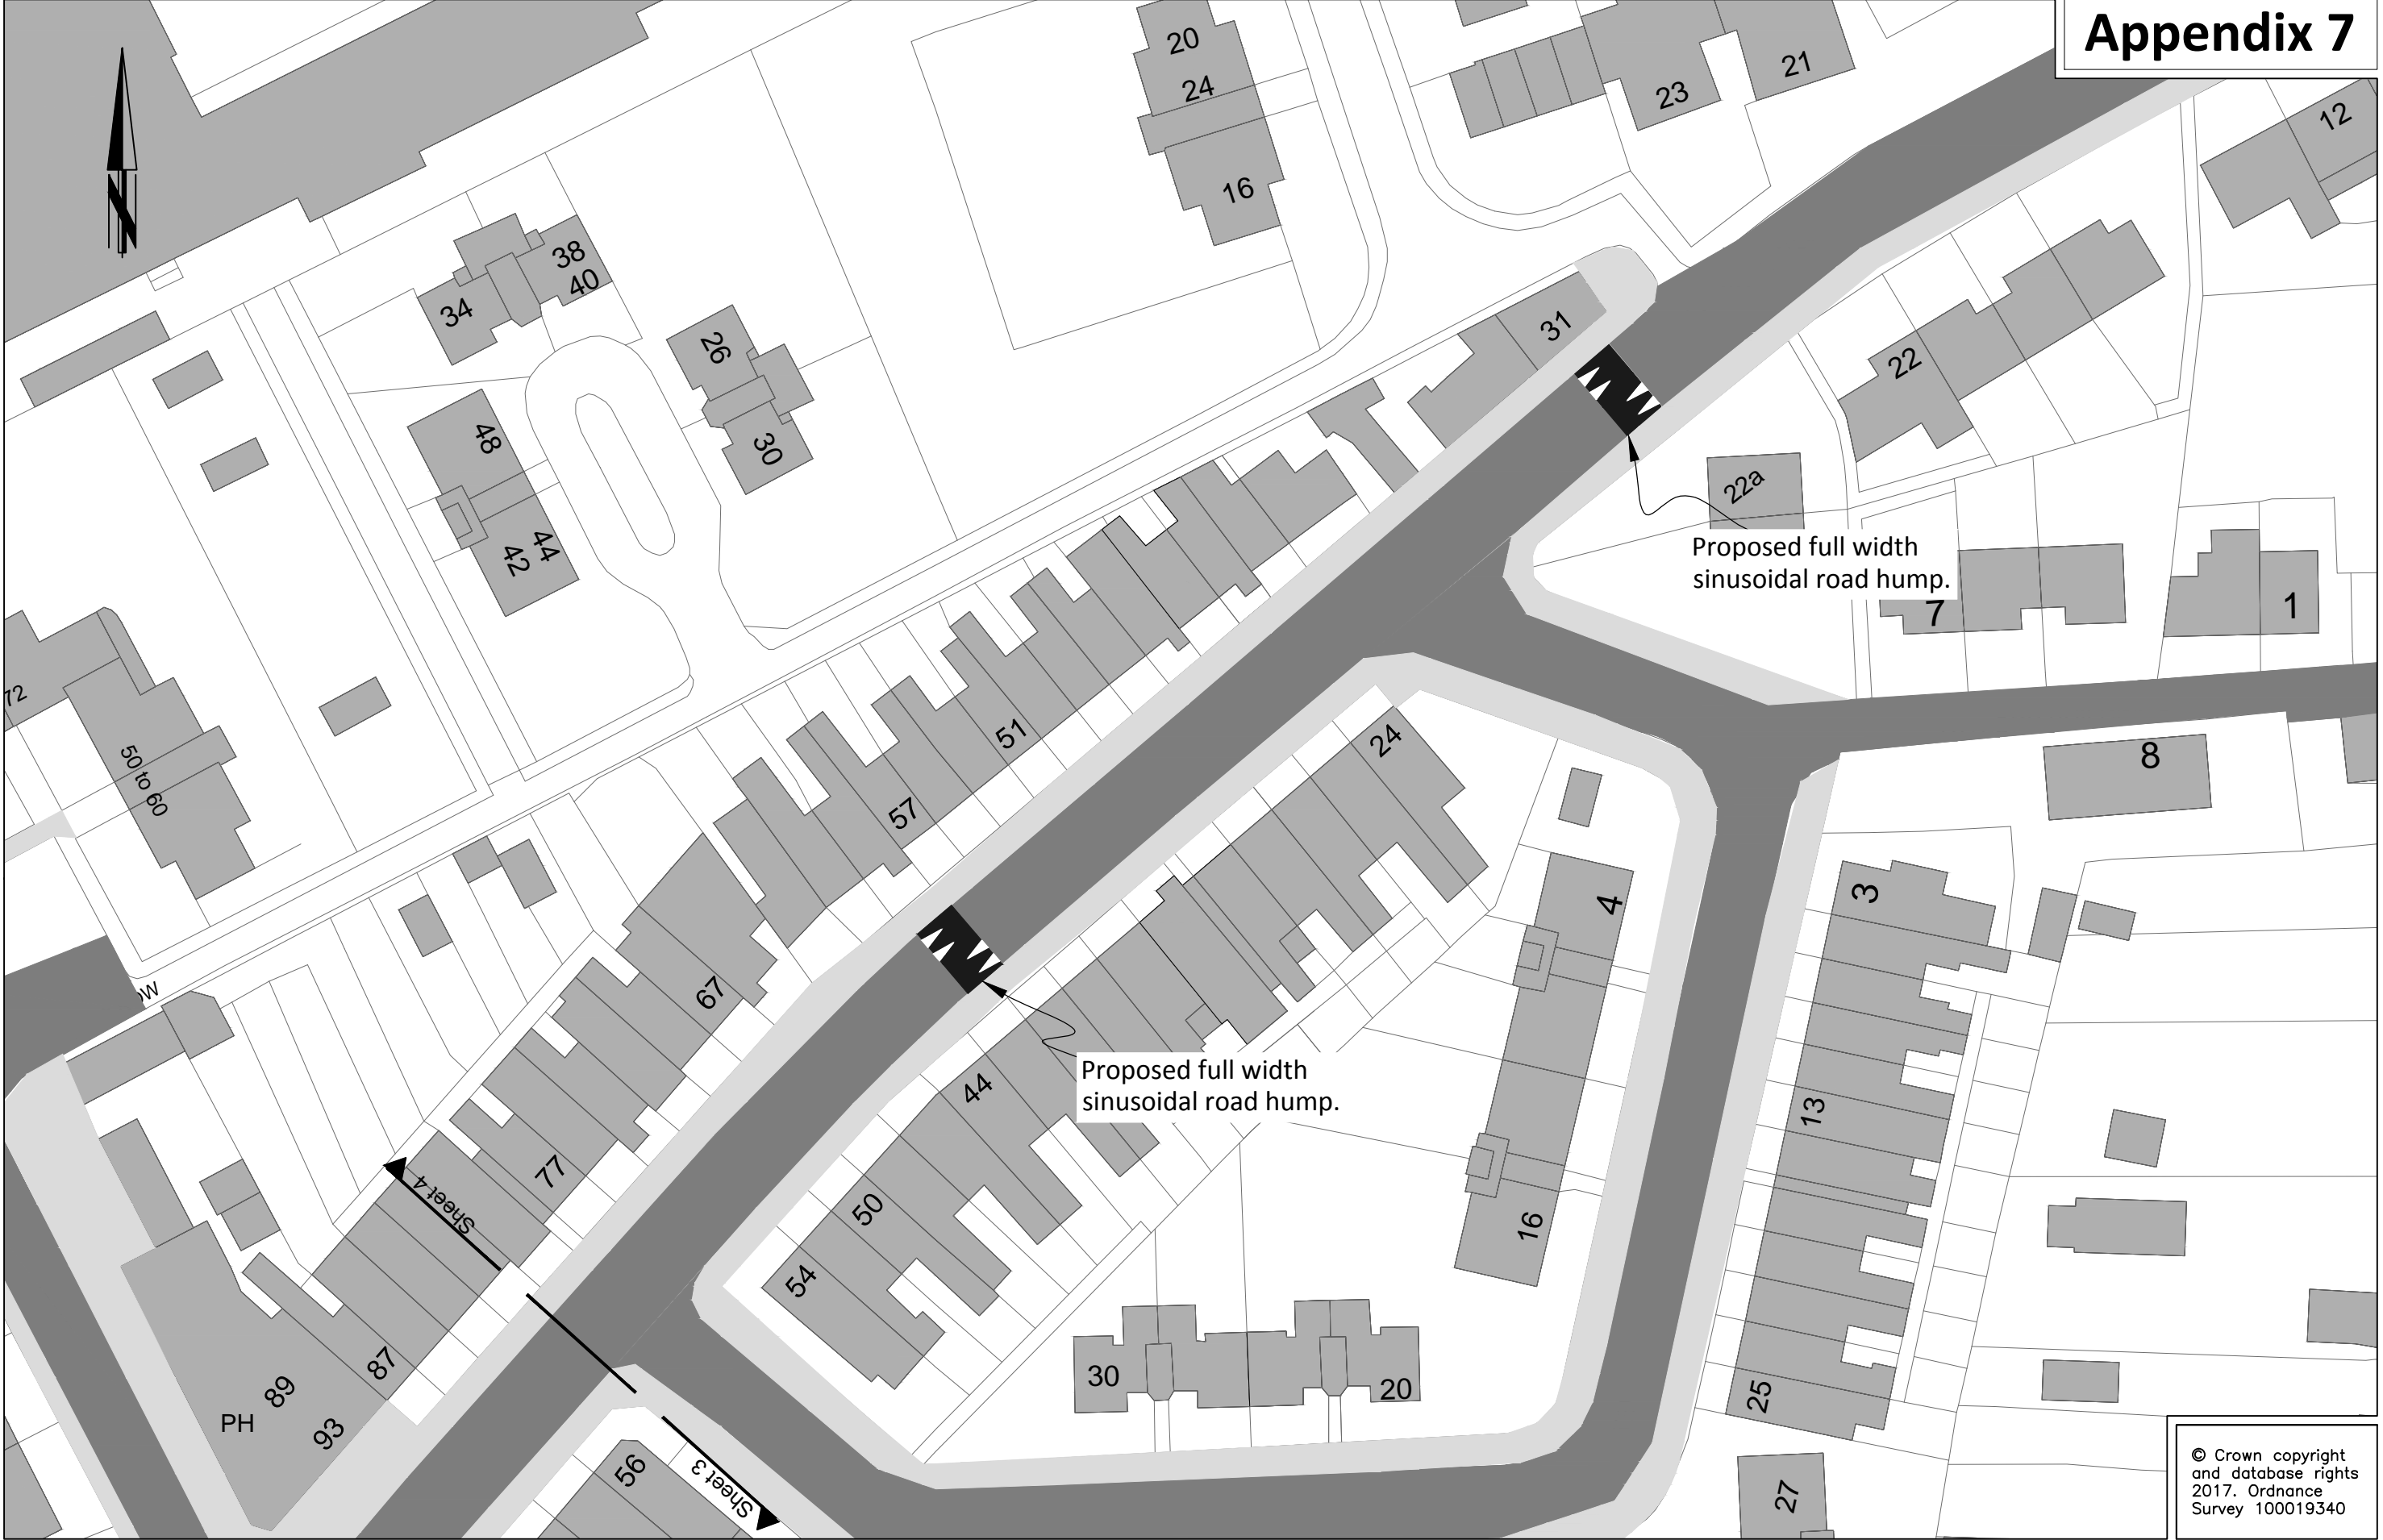 Appendix 7
20
24
16
23
21
12
38
40
34
26
30
48
44
42
31
22
22a
Proposed full width
sinusoidal road hump.
7
1
72
50 to 60
51
57
24
8
67
4
3
Proposed full width
sinusoidal road hump.
44
13
77
Sheet 4
50
54
16
87
89
PH
93
30
20
25
56
Sheet 3
27
© Crown copyright
and database rights
2017. Ordnance
Survey 100019340